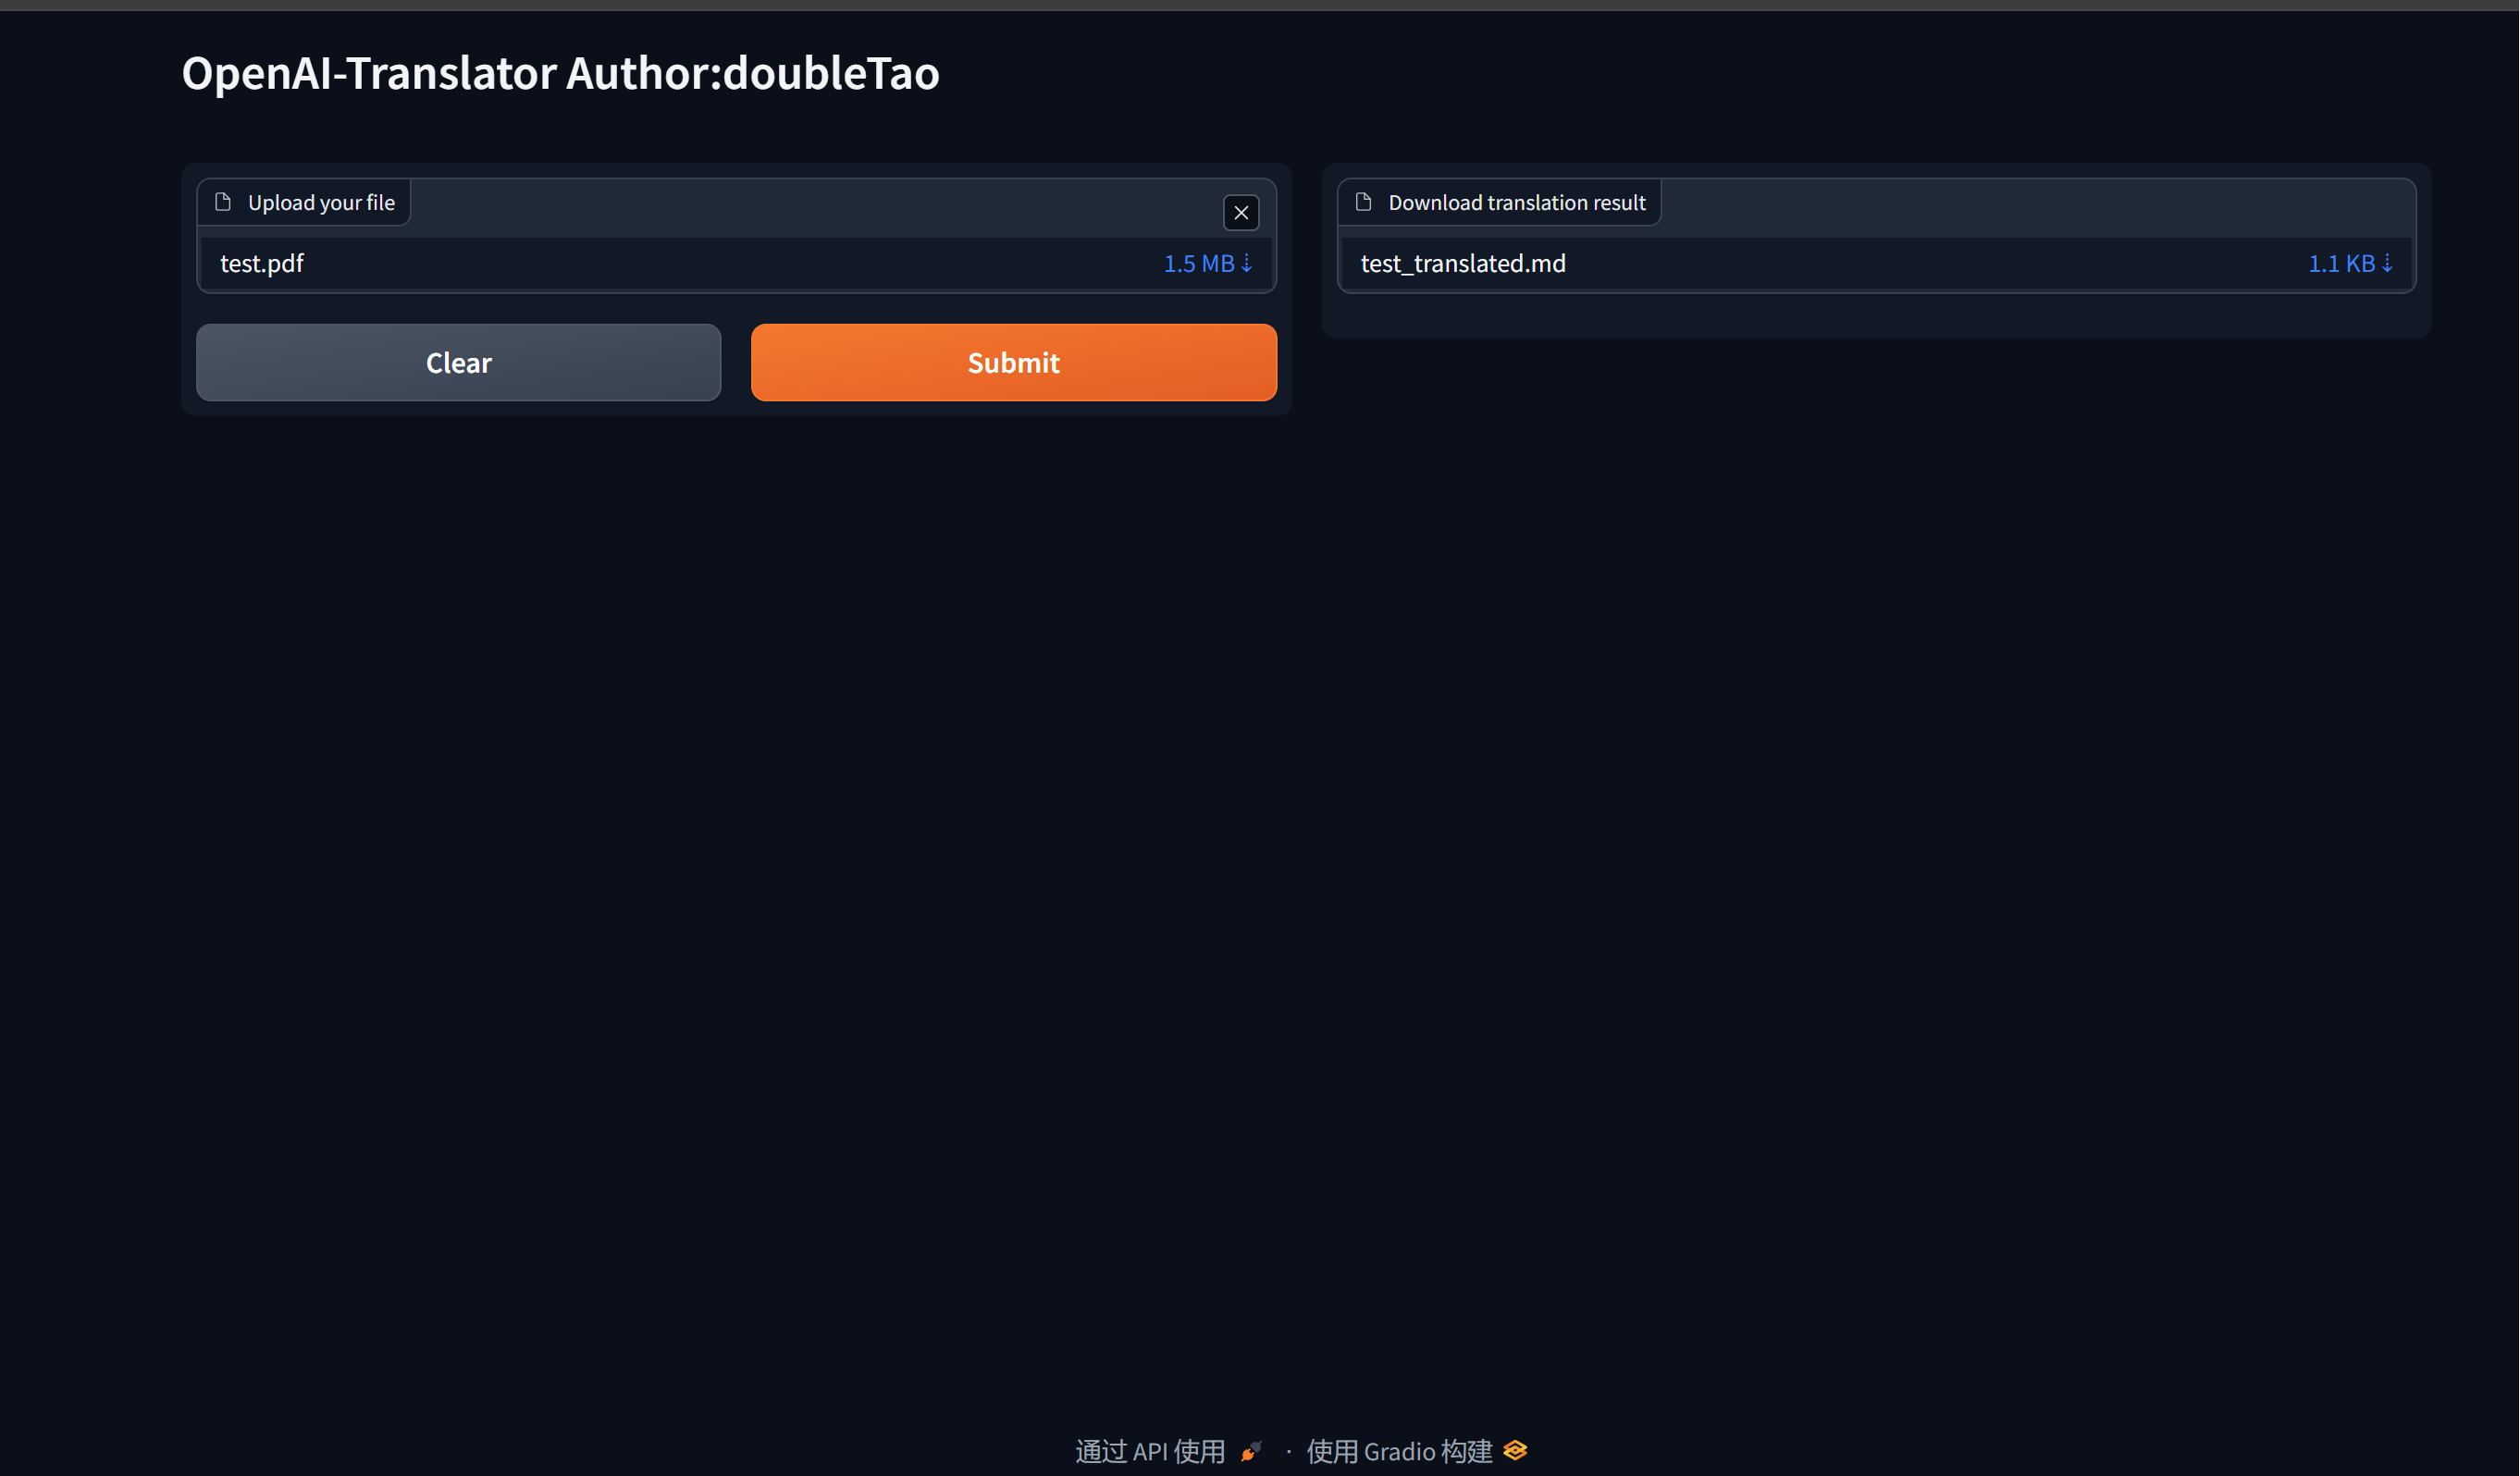 OpenAI-Translator Author:doubleTao
Upload your file
test.pdf
1.5 MB⇣
Clear
Submit
Download translation result
test_translated.md
1.1 KB⇣
通过 API 使用 · 使用 Gradio 构建